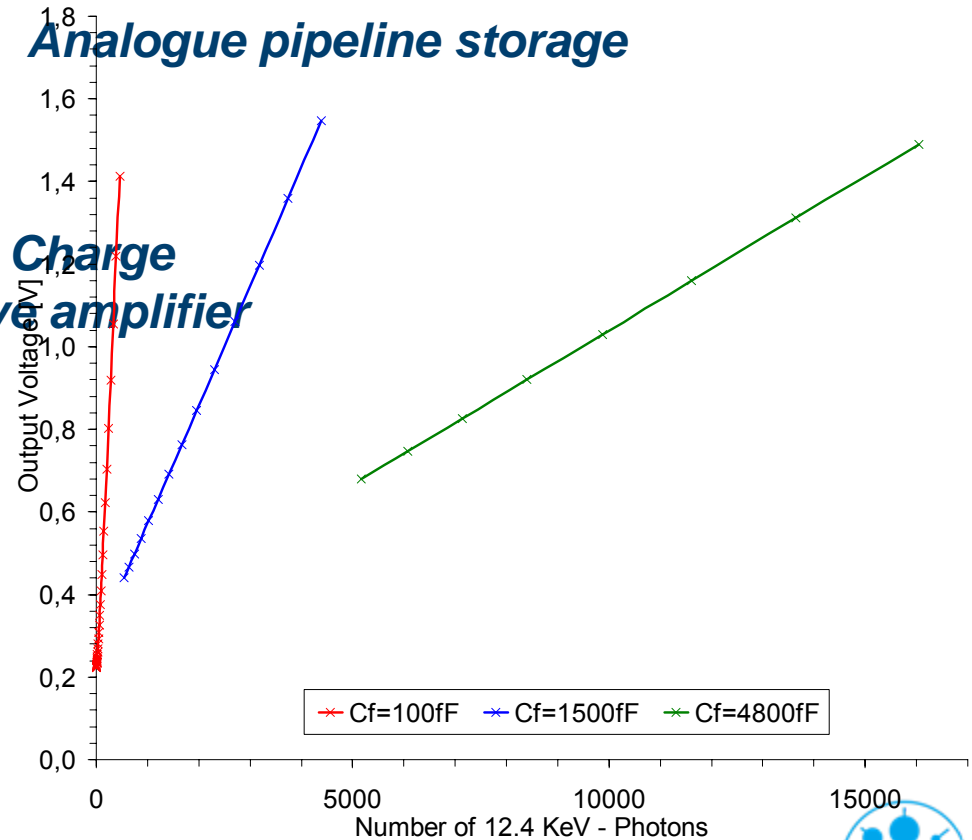 1,8
Analogue pipeline storage
1,6
1,4
Charge
1,2
amplifier
Output Voltage [V]
1,0
0,8
0,6
0,4
0,2
Cf=100fF Cf=1500fF Cf=4800fF
0,0
0 5000 10000 15000
Number of 12.4 KeV - Photons